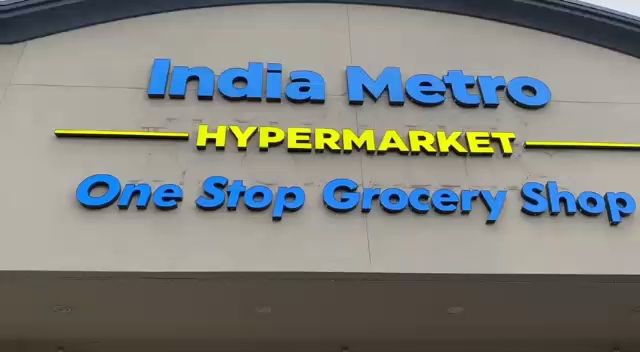 India Metro
HYPERMARKET
One Stop Grocery Shop